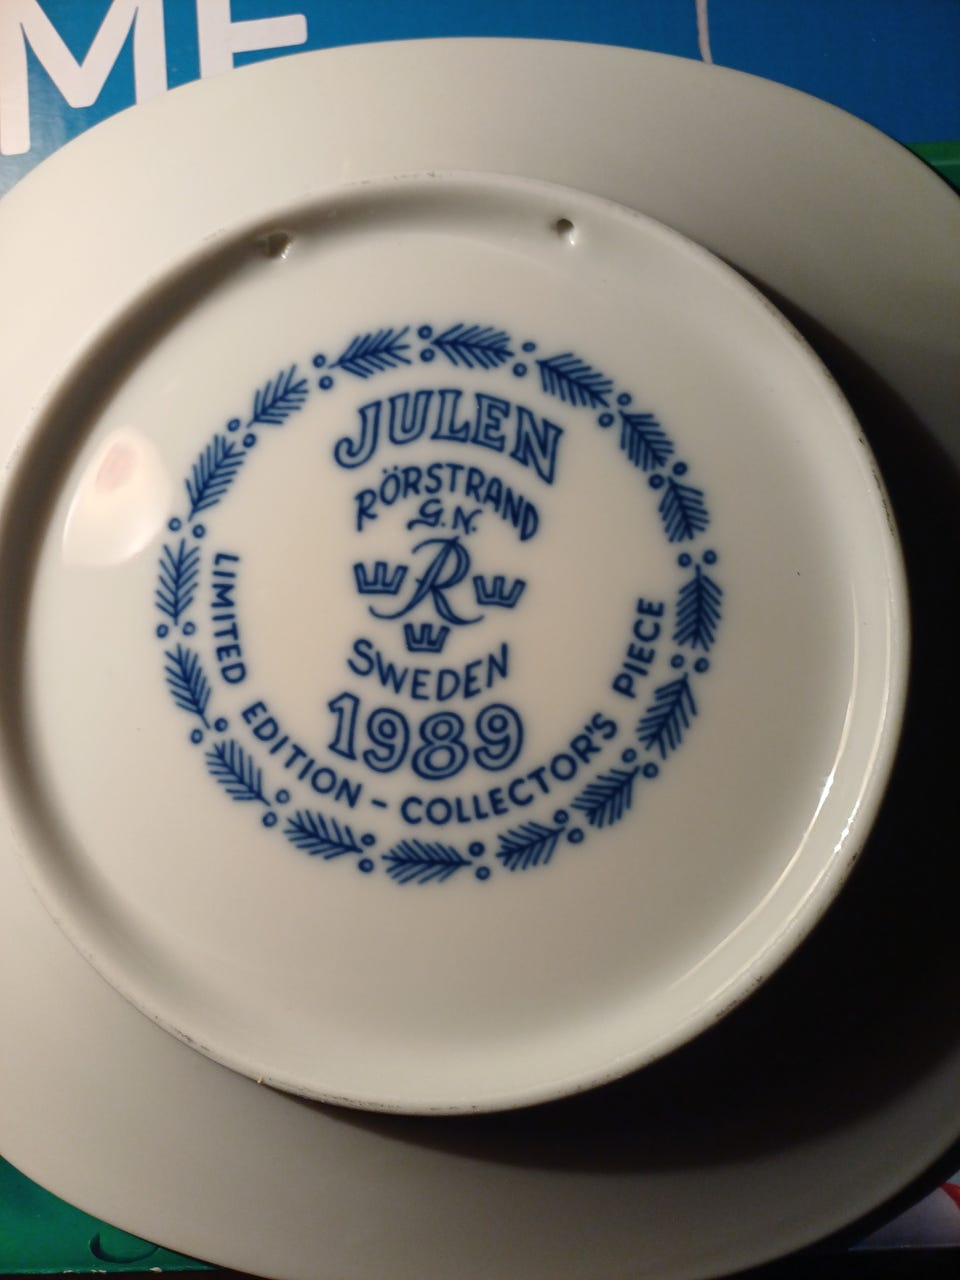 ME
JULEN
RÖRSTRAND
G.N.
R
SWEDEN
1989
LIMITED EDITION - COLLECTOR'S PIECE